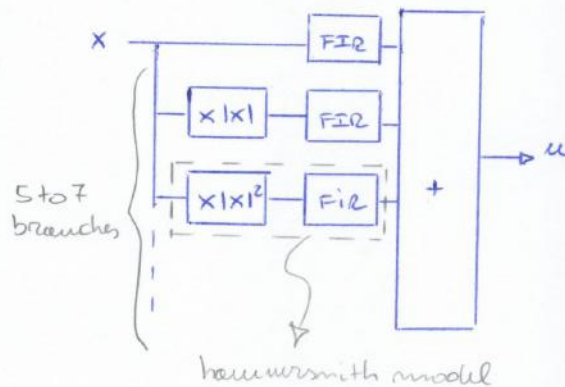 x
FIR
x|x|
FIR
x|x|²
FiR
+
u
5 to 7
branches
hammersmith model